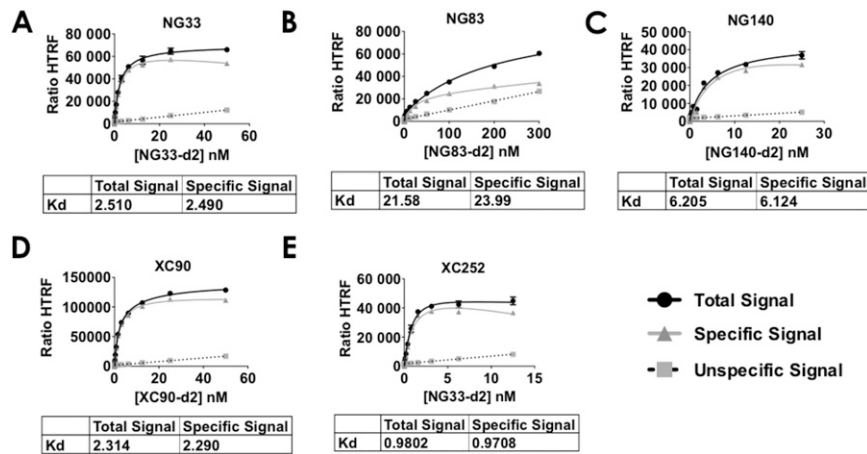 A
NG33
Ratio HTRF
80 000
60 000
40 000
20 000
0
0 20 40 60
[NG33-d2] nM
Total Signal Specific Signal
Kd 2.510 2.490
B
NG83
Ratio HTRF
80 000
60 000
40 000
20 000
0
0 100 200 300
[NG83-d2] nM
Total Signal Specific Signal
Kd 21.58 23.99
C
NG140
Ratio HTRF
50 000
40 000
30 000
20 000
10 000
0
0 10 20 30
[NG140-d2] nM
Total Signal Specific Signal
Kd 6.205 6.124
D
XC90
Ratio HTRF
150000
100000
50000
0
0 20 40 60
[XC90-d2] nM
Total Signal Specific Signal
Kd 2.314 2.290
E
XC252
Ratio HTRF
60 000
40 000
20 000
0
0 5 10 15
[NG33-d2] nM
Total Signal Specific Signal
Kd 0.9802 0.9708
Total Signal
Specific Signal
Unspecific Signal